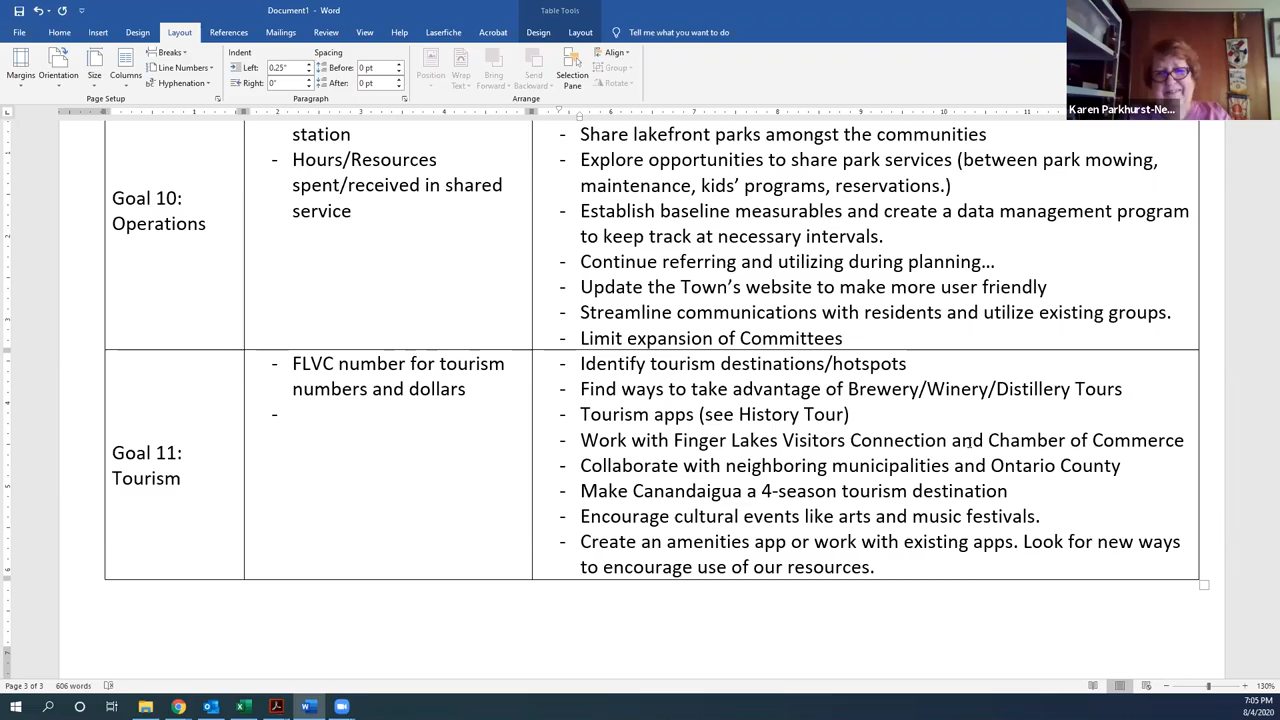 Document1 - Word
Table Tools
File Home Insert Design Layout References Mailings Review View Help Laserfiche Acrobat Design Layout Tell me what you want to do
Margins Orientation Size Columns
Breaks
Line Numbers
Hyphenation
Page Setup
Indent
Left: 0.25"
Right: 0"
Spacing
Before: 0 pt
After: 0 pt
Paragraph
Position
Wrap Text
Bring Forward
Send Backward
Selection Pane
Align
Group
Rotate
Arrange
Karen Parkhurst-Ne...
Goal 10:
Operations
station
- Hours/Resources
spent/received in shared
service
- Share lakefront parks amongst the communities
- Explore opportunities to share park services (between park mowing,
maintenance, kids’ programs, reservations.)
- Establish baseline measurables and create a data management program
to keep track at necessary intervals.
- Continue referring and utilizing during planning…
- Update the Town’s website to make more user friendly
- Streamline communications with residents and utilize existing groups.
- Limit expansion of Committees
Goal 11:
Tourism
- FLVC number for tourism
numbers and dollars
-
- Identify tourism destinations/hotspots
- Find ways to take advantage of Brewery/Winery/Distillery Tours
- Tourism apps (see History Tour)
- Work with Finger Lakes Visitors Connection and Chamber of Commerce
- Collaborate with neighboring municipalities and Ontario County
- Make Canandaigua a 4-season tourism destination
- Encourage cultural events like arts and music festivals.
- Create an amenities app or work with existing apps. Look for new ways
to encourage use of our resources.
Page 3 of 3 606 words
130%
7:05 PM
8/4/2020